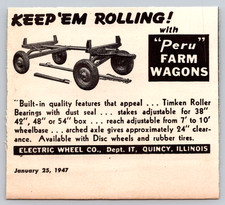 KEEP'EM ROLLING!
with
"Peru"
FARM
WAGONS
"Built-in quality features that appeal . . . Timken Roller
Bearings with dust seal . . . stakes adjustable for 38"
42", 48" or 54" box . . . reach adjustable from 7' to 10'
wheelbase . . . arched axle gives approximately 24" clear-
ance. Available with Disc wheels and rubber tires.
ELECTRIC WHEEL CO., Dept. IT, QUINCY, ILLINOIS
January 25, 1947